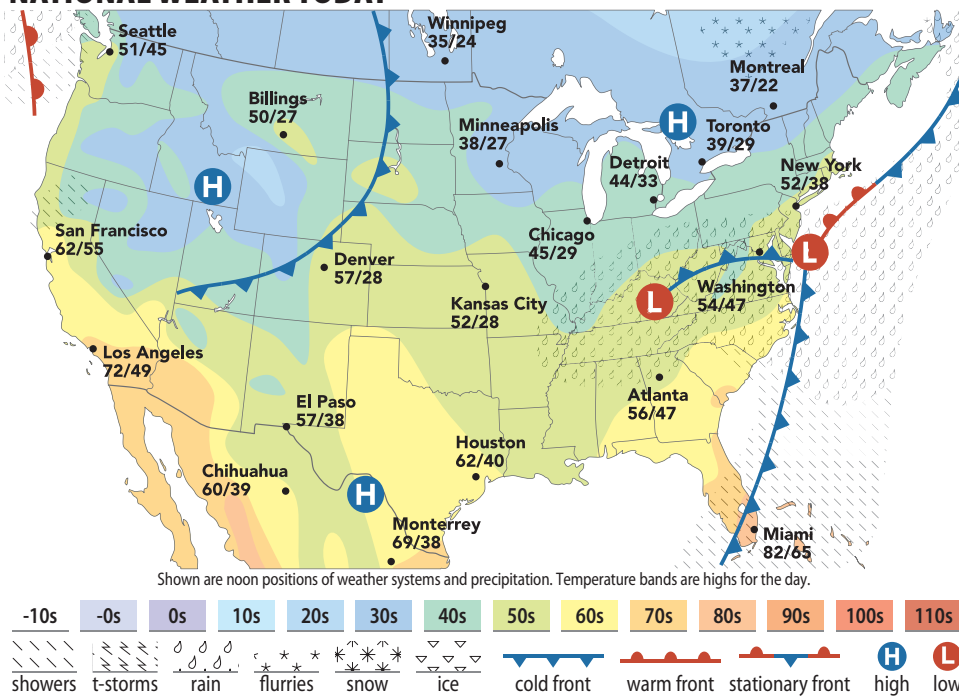 NATIONAL WEATHER TODAY
Seattle
51/45
Winnipeg
35/24
Montreal
37/22
Billings
50/27
Minneapolis
38/27
H
Toronto
39/29
Detroit
44/33
New York
52/38
H
San Francisco
62/55
Chicago
45/29
Denver
57/28
L
Washington
54/47
L
Kansas City
52/28
Los Angeles
72/49
Atlanta
56/47
El Paso
57/38
Houston
62/40
Chihuahua
60/39
H
Monterrey
69/38
Miami
82/65
Shown are noon positions of weather systems and precipitation. Temperature bands are highs for the day.
-10s -0s 0s 10s 20s 30s 40s 50s 60s 70s 80s 90s 100s 110s
H L
showers t-storms rain flurries snow ice cold front warm front stationary front high low